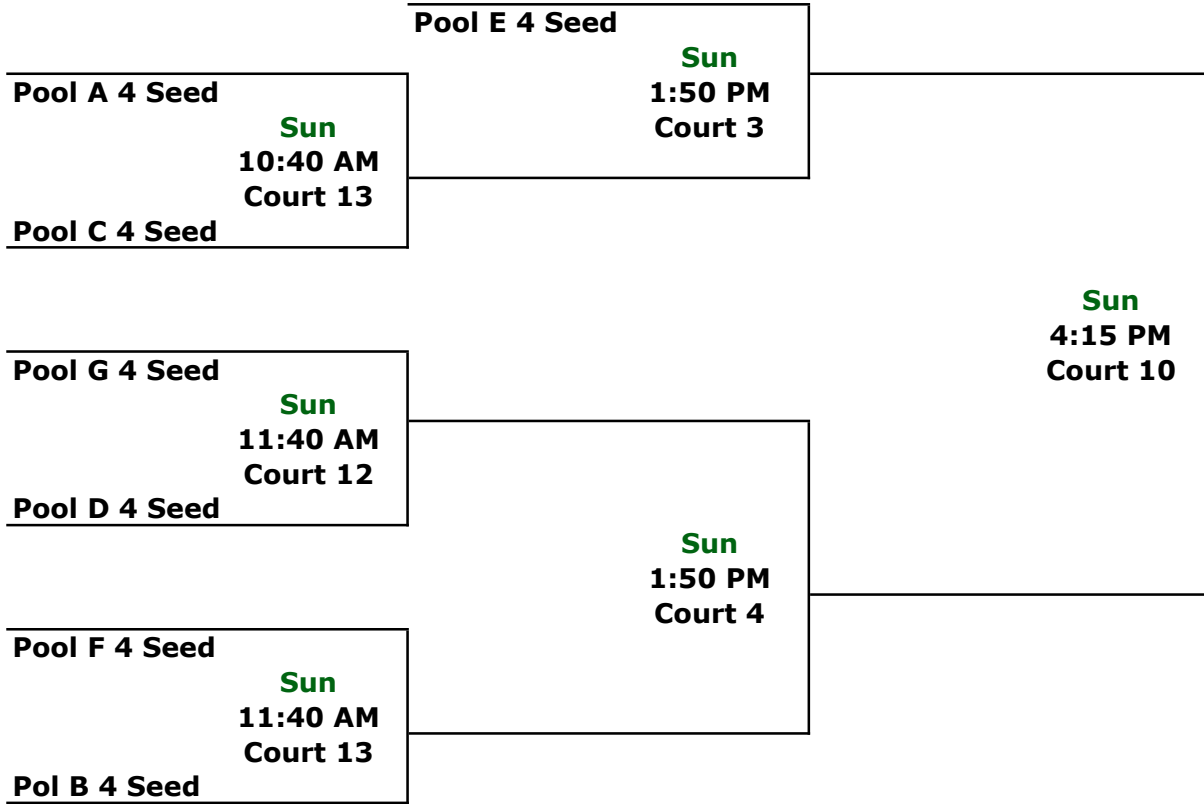 Pool E 4 Seed
Sun
1:50 PM
Court 3
Pool A 4 Seed
Sun
10:40 AM
Court 13
Pool C 4 Seed
Sun
4:15 PM
Court 10
Pool G 4 Seed
Sun
11:40 AM
Court 12
Pool D 4 Seed
Sun
1:50 PM
Court 4
Pool F 4 Seed
Sun
11:40 AM
Court 13
Pol B 4 Seed